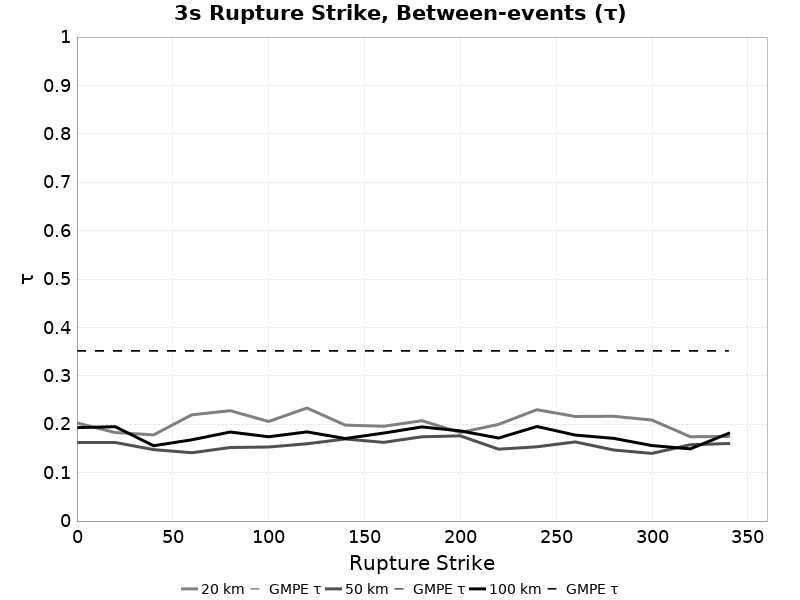 3s Rupture Strike, Between-events (τ)
1
0.9
0.8
0.7
0.6
0.5
0.4
0.3
0.2
0.1
0
τ
0 50 100 150 200 250 300 350
Rupture Strike
20 km GMPE τ 50 km GMPE τ 100 km GMPE τ